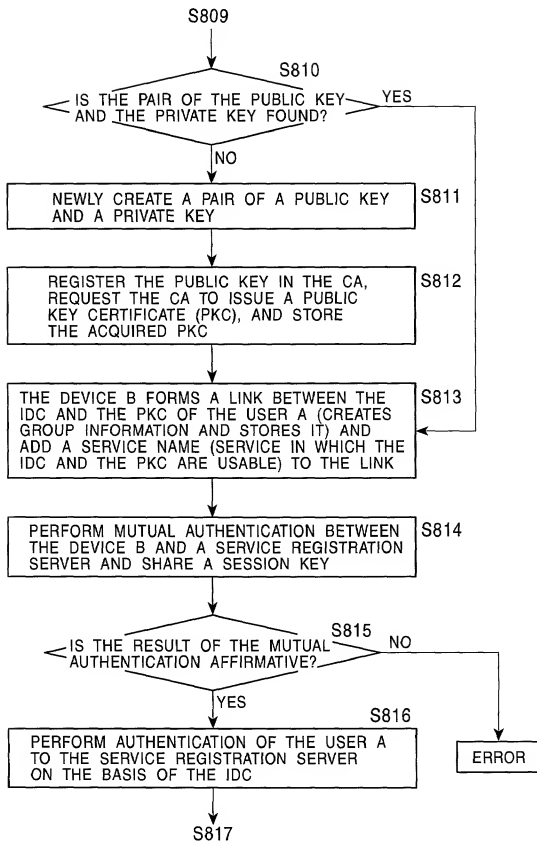 S809
S810
IS THE PAIR OF THE PUBLIC KEY
AND THE PRIVATE KEY FOUND?
YES
NO
NEWLY CREATE A PAIR OF A PUBLIC KEY
AND A PRIVATE KEY
S811
REGISTER THE PUBLIC KEY IN THE CA,
REQUEST THE CA TO ISSUE A PUBLIC
KEY CERTIFICATE (PKC), AND STORE
THE ACQUIRED PKC
S812
THE DEVICE B FORMS A LINK BETWEEN THE
IDC AND THE PKC OF THE USER A (CREATES
GROUP INFORMATION AND STORES IT) AND
ADD A SERVICE NAME (SERVICE IN WHICH THE
IDC AND THE PKC ARE USABLE) TO THE LINK
S813
PERFORM MUTUAL AUTHENTICATION BETWEEN
THE DEVICE B AND A SERVICE REGISTRATION
SERVER AND SHARE A SESSION KEY
S814
S815
IS THE RESULT OF THE MUTUAL
AUTHENTICATION AFFIRMATIVE?
NO
YES
S816
PERFORM AUTHENTICATION OF THE USER A
TO THE SERVICE REGISTRATION SERVER
ON THE BASIS OF THE IDC
ERROR
S817